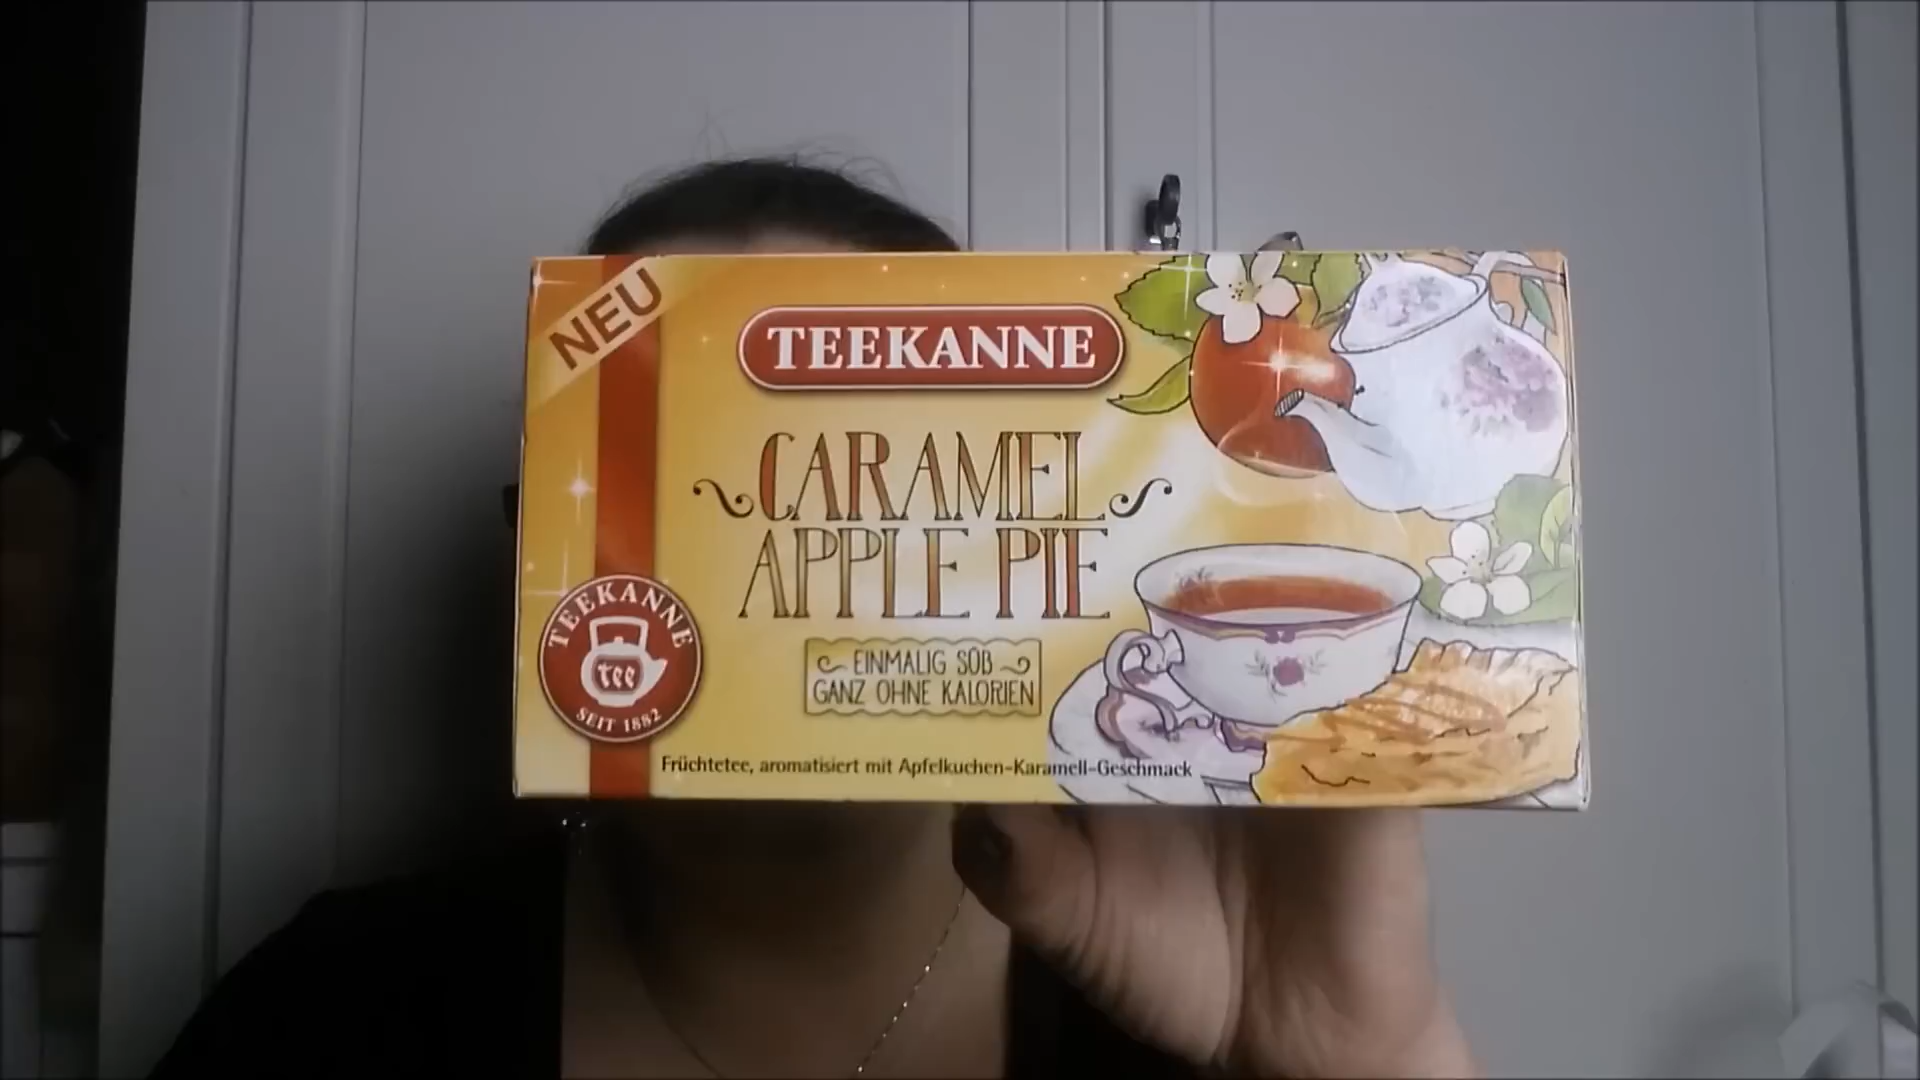 NEU
TEEKANNE
CARAMEL
APPLE PIE
EINMALIG SÜß
GANZ OHNE KALORIEN
TEEKANNE
tee
SEIT 1882
Früchtetee, aromatisiert mit Apfelkuchen-Karamell-Geschmack